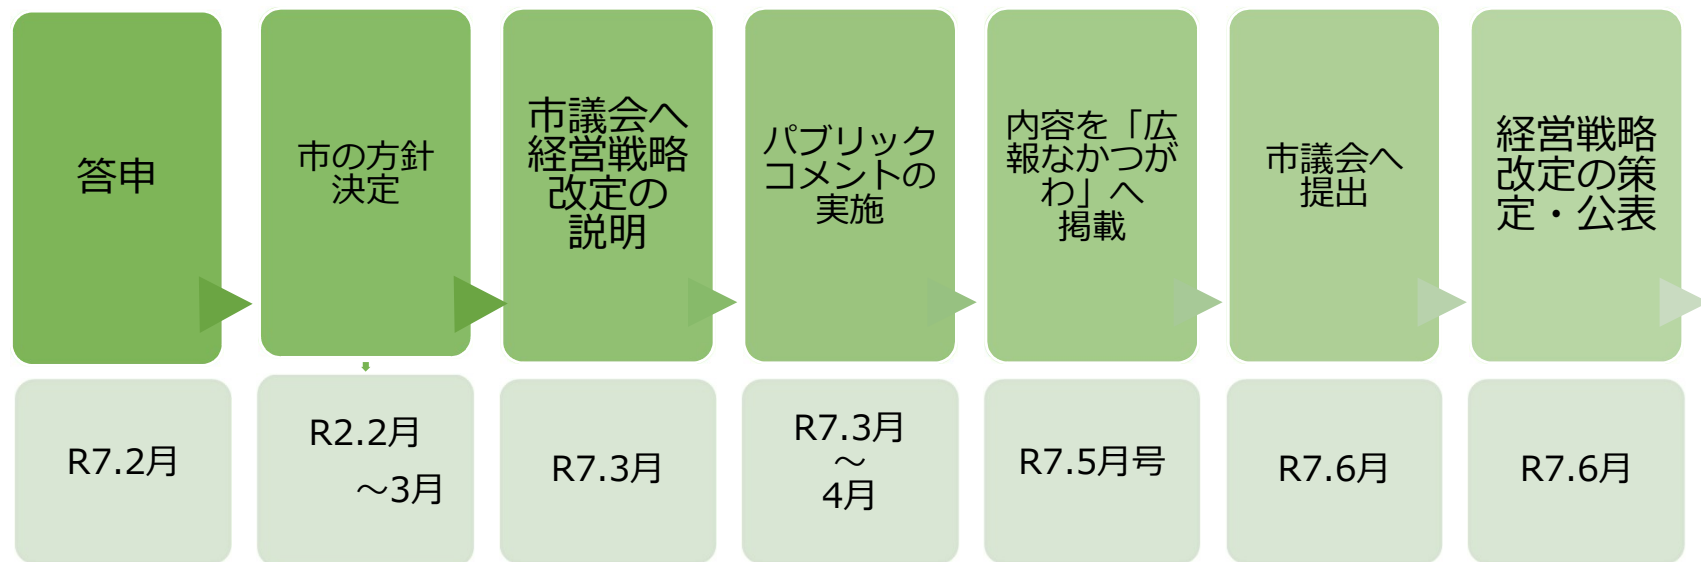 答申
市の方針
決定
市議会へ
経営戦略
改定の
説明
パブリック
コメントの
実施
内容を「広
報なかつが
わ」へ
掲載
市議会へ
提出
経営戦略
改定の策
定・公表
R7.2月
R2.2月
～3月
R7.3月
R7.3月
～
4月
R7.5月号
R7.6月
R7.6月